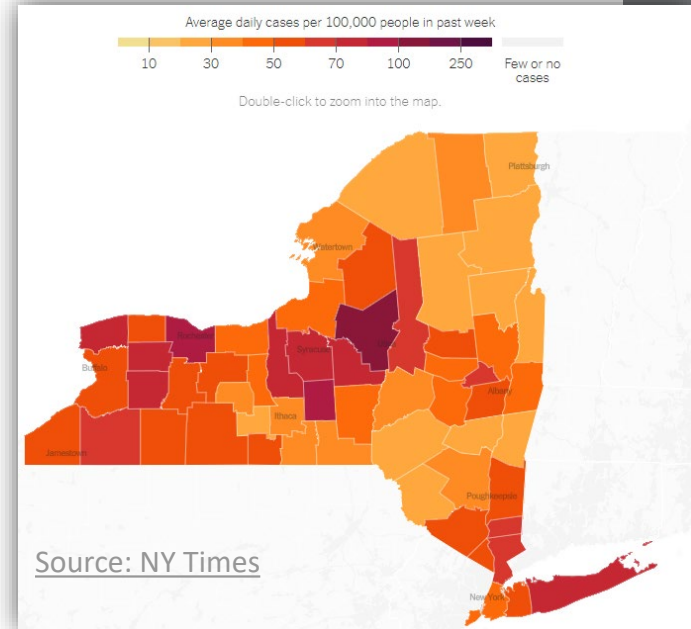 Average daily cases per 100,000 people in past week
10 30 50 70 100 250 Few or no
cases
Double-click to zoom into the map.
Plattsburgh
Watertown
Rochester
Syracuse
Utica
Buffalo
Albany
Ithaca
Jamestown
Poughkeepsie
Source: NY Times
New York